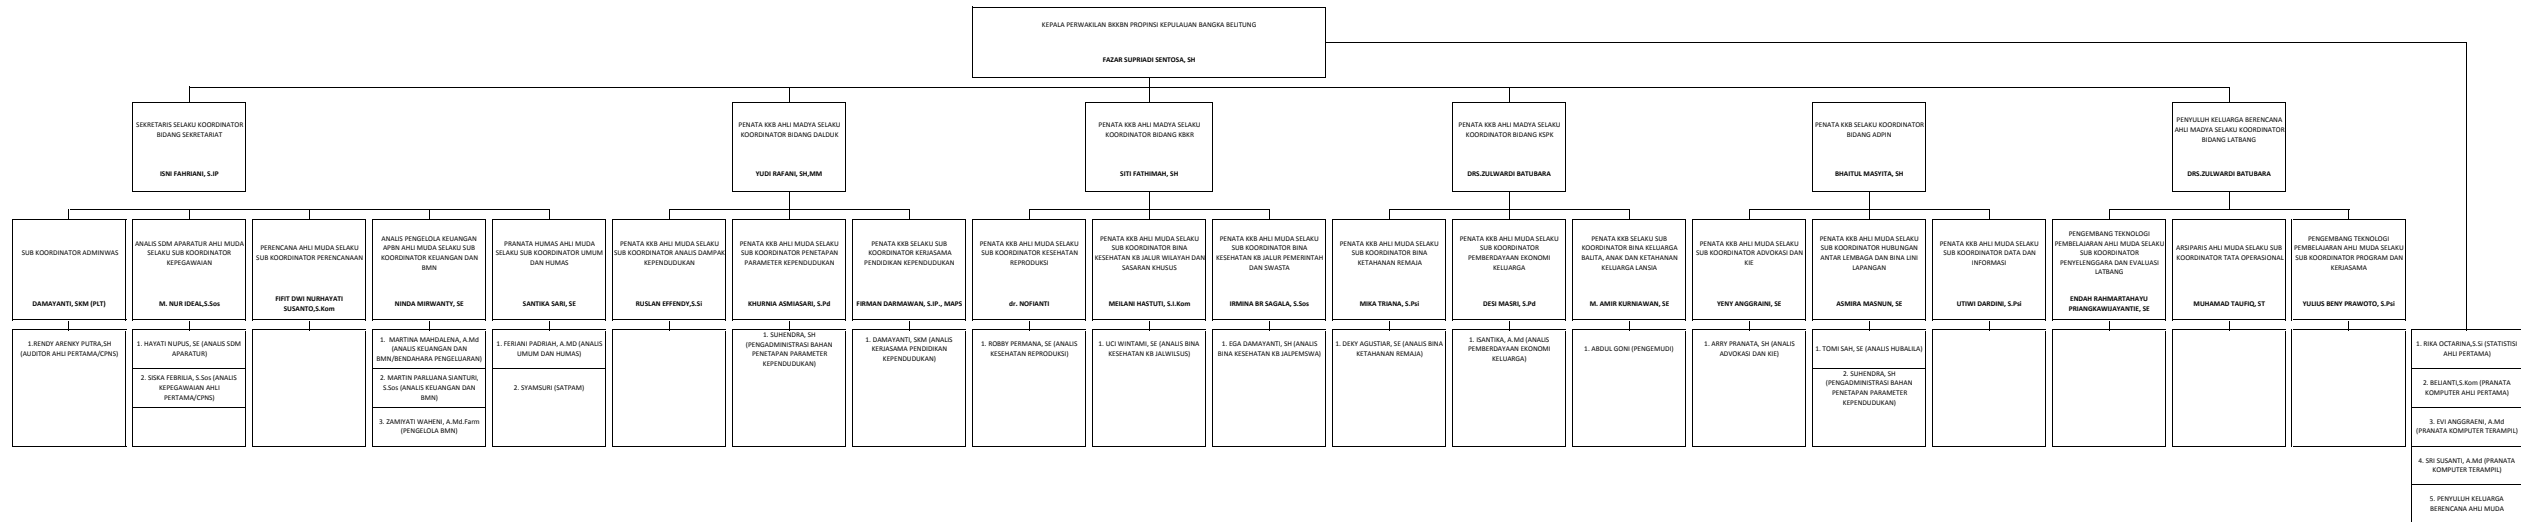 KEPALA PERWAKILAN BKKBN PROPINSI KEPULAUAN BANGKA BELITUNG
FAZAR SUPRIADI SENTOSA, SH
SEKRETARIS SELAKU KOORDINATOR
BIDANG SEKRETARIAT
ISNI FAHRIANI, S.IP
PENATA KKB AHLI MADYA SELAKU
KOORDINATOR BIDANG DALDUK
YUDI RAFANI, SH,MM
PENATA KKB AHLI MADYA SELAKU
KOORDINATOR BIDANG KBKR
SITI FATHIMAH, SH
PENATA KKB AHLI MADYA SELAKU
KOORDINATOR BIDANG KSPK
DRS.ZULWARDI BATUBARA
PENATA KKB SELAKU KOORDINATOR
BIDANG ADPIN
BHAITUL MASYITA, SH
PENYULUH KELUARGA BERENCANA
AHLI MADYA SELAKU KOORDINATOR
BIDANG LATBANG
DRS.ZULWARDI BATUBARA
SUB KOORDINATOR ADMINWAS
DAMAYANTI, SKM (PLT)
ANALIS SDM APARATUR AHLI MUDA
SELAKU SUB KOORDINATOR
KEPEGAWAIAN
M. NUR IDEAL,S.Sos
PERENCANA AHLI MUDA SELAKU
SUB KOORDINATOR PERENCANAAN
FIFIT DWI NURHAYATI
SUSANTO,S.Kom
ANALIS PENGELOLA KEUANGAN
APBN AHLI MUDA SELAKU SUB
KOORDINATOR KEUANGAN DAN
BMN
NINDA MIRWANTY, SE
PRANATA HUMAS AHLI MUDA
SELAKU SUB KOORDINATOR UMUM
DAN HUMAS
SANTIKA SARI, SE
PENATA KKB AHLI MUDA SELAKU
SUB KOORDINATOR ANALIS DAMPAK
KEPENDUDUKAN
RUSLAN EFFENDY,S.Si
PENATA KKB AHLI MUDA SELAKU
SUB KOORDINATOR PENETAPAN
PARAMETER KEPENDUDUKAN
KHURNIA ASMIASARI, S.Pd
PENATA KKB SELAKU SUB
KOORDINATOR KERJASAMA
PENDIDIKAN KEPENDUDUKAN
FIRMAN DARMAWAN, S.IP., MAPS
PENATA KKB AHLI MUDA SELAKU
SUB KOORDINATOR KESEHATAN
REPRODUKSI
dr. NOFIANTI
PENATA KKB AHLI MUDA SELAKU
SUB KOORDINATOR BINA
KESEHATAN KB JALUR WILAYAH DAN
SASARAN KHUSUS
MEILANI HASTUTI, S.I.Kom
PENATA KKB AHLI MUDA SELAKU
SUB KOORDINATOR BINA
KESEHATAN KB JALUR PEMERINTAH
DAN SWASTA
IRMINA BR SAGALA, S.Sos
PENATA KKB AHLI MUDA SELAKU
SUB KOORDINATOR BINA
KETAHANAN REMAJA
MIKA TRIANA, S.Psi
PENATA KKB AHLI MUDA SELAKU
SUB KOORDINATOR
PEMBERDAYAAN EKONOMI
KELUARGA
DESI MASRI, S.Pd
PENATA KKB SELAKU SUB
KOORDINATOR BINA KELUARGA
BALITA, ANAK DAN KETAHANAN
KELUARGA LANSIA
M. AMIR KURNIAWAN, SE
PENATA KKB AHLI MUDA SELAKU
SUB KOORDINATOR ADVOKASI DAN
KIE
YENY ANGGRAINI, SE
PENATA KKB AHLI MUDA SELAKU
SUB KOORDINATOR HUBUNGAN
ANTAR LEMBAGA DAN BINA LINI
LAPANGAN
ASMIRA MASNUN, SE
PENATA KKB AHLI MUDA SELAKU
SUB KOORDINATOR DATA DAN
INFORMASI
UTIWI DARDINI, S.Psi
PENGEMBANG TEKNOLOGI
PEMBELAJARAN AHLI MUDA SELAKU
SUB KOORDINATOR
PENYELENGGARA DAN EVALUASI
LATBANG
ENDAH RAHMARTAHAYU
PRIANGKAWIJAYANTIE, SE
ARSIPARIS AHLI MUDA SELAKU SUB
KOORDINATOR TATA OPERASIONAL
MUHAMAD TAUFIQ, ST
PENGEMBANG TEKNOLOGI
PEMBELAJARAN AHLI MUDA SELAKU
SUB KOORDINATOR PROGRAM DAN
KERJASAMA
YULIUS BENY PRAWOTO, S.Psi
1.RENDY ARENKY PUTRA,SH
(AUDITOR AHLI PERTAMA/CPNS)
1. HAYATI NUPUS, SE (ANALIS SDM
APARATUR)
2. SISKA FEBRILIA, S.Sos (ANALIS
KEPEGAWAIAN AHLI
PERTAMA/CPNS)
1. MARTINA MAHDALENA, A.Md
(ANALIS KEUANGAN DAN
BMN/BENDAHARA PENGELUARAN)
2. MARTIN PARLUANA SIANTURI,
S.Sos (ANALIS KEUANGAN DAN
BMN)
3. ZAMIYATI WAHENI, A.Md.Farm
(PENGELOLA BMN)
1. FERIANI PADRIAH, A.MD (ANALIS
UMUM DAN HUMAS)
2. SYAMSURI (SATPAM)
1. SUHENDRA, SH
(PENGADMINISTRASI BAHAN
PENETAPAN PARAMETER
KEPENDUDUKAN)
1. DAMAYANTI, SKM (ANALIS
KERJASAMA PENDIDIKAN
KEPENDUDUKAN)
1. ROBBY PERMANA, SE (ANALIS
KESEHATAN REPRODUKSI)
1. UCI WINTAMI, SE (ANALIS BINA
KESEHATAN KB JALWILSUS)
1. EGA DAMAYANTI, SH (ANALIS
BINA KESEHATAN KB JALPEMSWA)
1. DEKY AGUSTIAR, SE (ANALIS BINA
KETAHANAN REMAJA)
1. ISANTIKA, A.Md (ANALIS
PEMBERDAYAAN EKONOMI
KELUARGA)
1. ABDUL GONI (PENGEMUDI)
1. ARRY PRANATA, SH (ANALIS
ADVOKASI DAN KIE)
1. TOMI SAH, SE (ANALIS HUBALILA)
2. SUHENDRA, SH
(PENGADMINISTRASI BAHAN
PENETAPAN PARAMETER
KEPENDUDUKAN)
1. RIKA OCTARINA,S.Si (STATISTISI
AHLI PERTAMA)
2. BELIANTI,S.Kom (PRANATA
KOMPUTER AHLI PERTAMA)
3. EVI ANGGRAENI, A.Md
(PRANATA KOMPUTER TERAMPIL)
4. SRI SUSANTI, A.Md (PRANATA
KOMPUTER TERAMPIL)
5. PENYULUH KELUARGA
BERENCANA AHLI MUDA